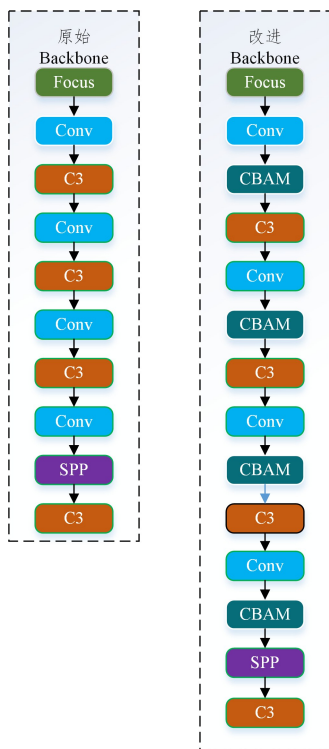 原始
Backbone
Focus
Conv
C3
Conv
C3
Conv
C3
Conv
SPP
C3
改进
Backbone
Focus
Conv
CBAM
C3
Conv
CBAM
C3
Conv
CBAM
C3
Conv
CBAM
SPP
C3